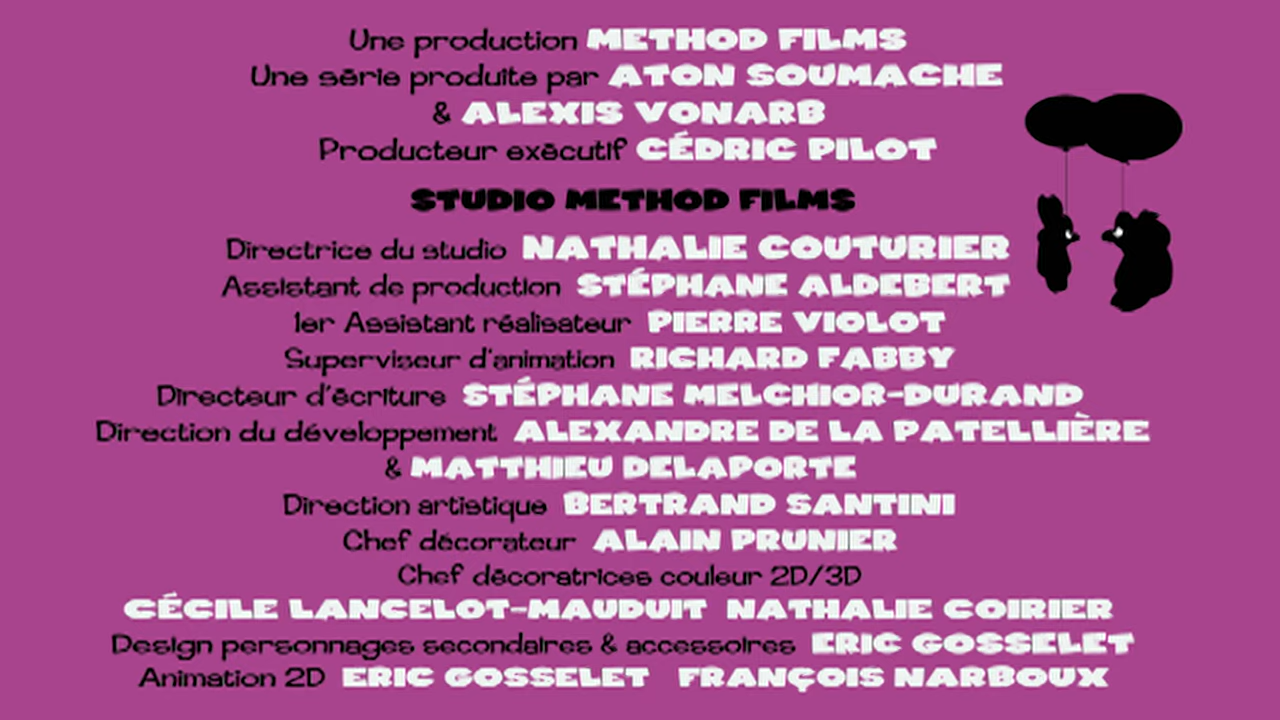 Une production METHOD FILMS
Une série produite par ATON SOUMACHE
& ALEXIS VONARB
Producteur exécutif CÉDRIC PILOT
STUDIO METHOD FILMS
Directrice du studio NATHALIE COUTURIER
Assistant de production STÉPHANE ALDEBERT
1er Assistant réalisateur PIERRE VIOLOT
Superviseur d'animation RICHARD FABBY
Directeur d'écriture STÉPHANE MELCHIOR-DURAND
Direction du développement ALEXANDRE DE LA PATELLIÈRE
& MATTHIEU DELAPORTE
Direction artistique BERTRAND SANTINI
Chef décorateur ALAIN PRUNIER
Chef décoratrices couleur 2D/3D
CÉCILE LANCELOT-MAUDUIT NATHALIE COIRIER
Design personnages secondaires & accessoires ERIC GOSSELET
Animation 2D ERIC GOSSELET FRANÇOIS NARBOUX